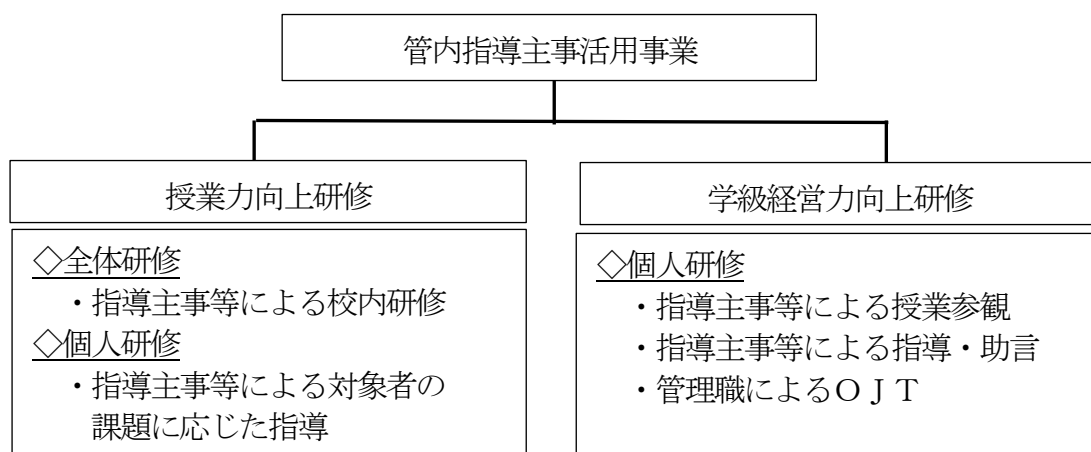 管内指導主事活用事業
授業力向上研修
◇全体研修
・指導主事等による校内研修
◇個人研修
・指導主事等による対象者の
課題に応じた指導
学級経営力向上研修
◇個人研修
・指導主事等による授業参観
・指導主事等による指導・助言
・管理職によるＯＪＴ